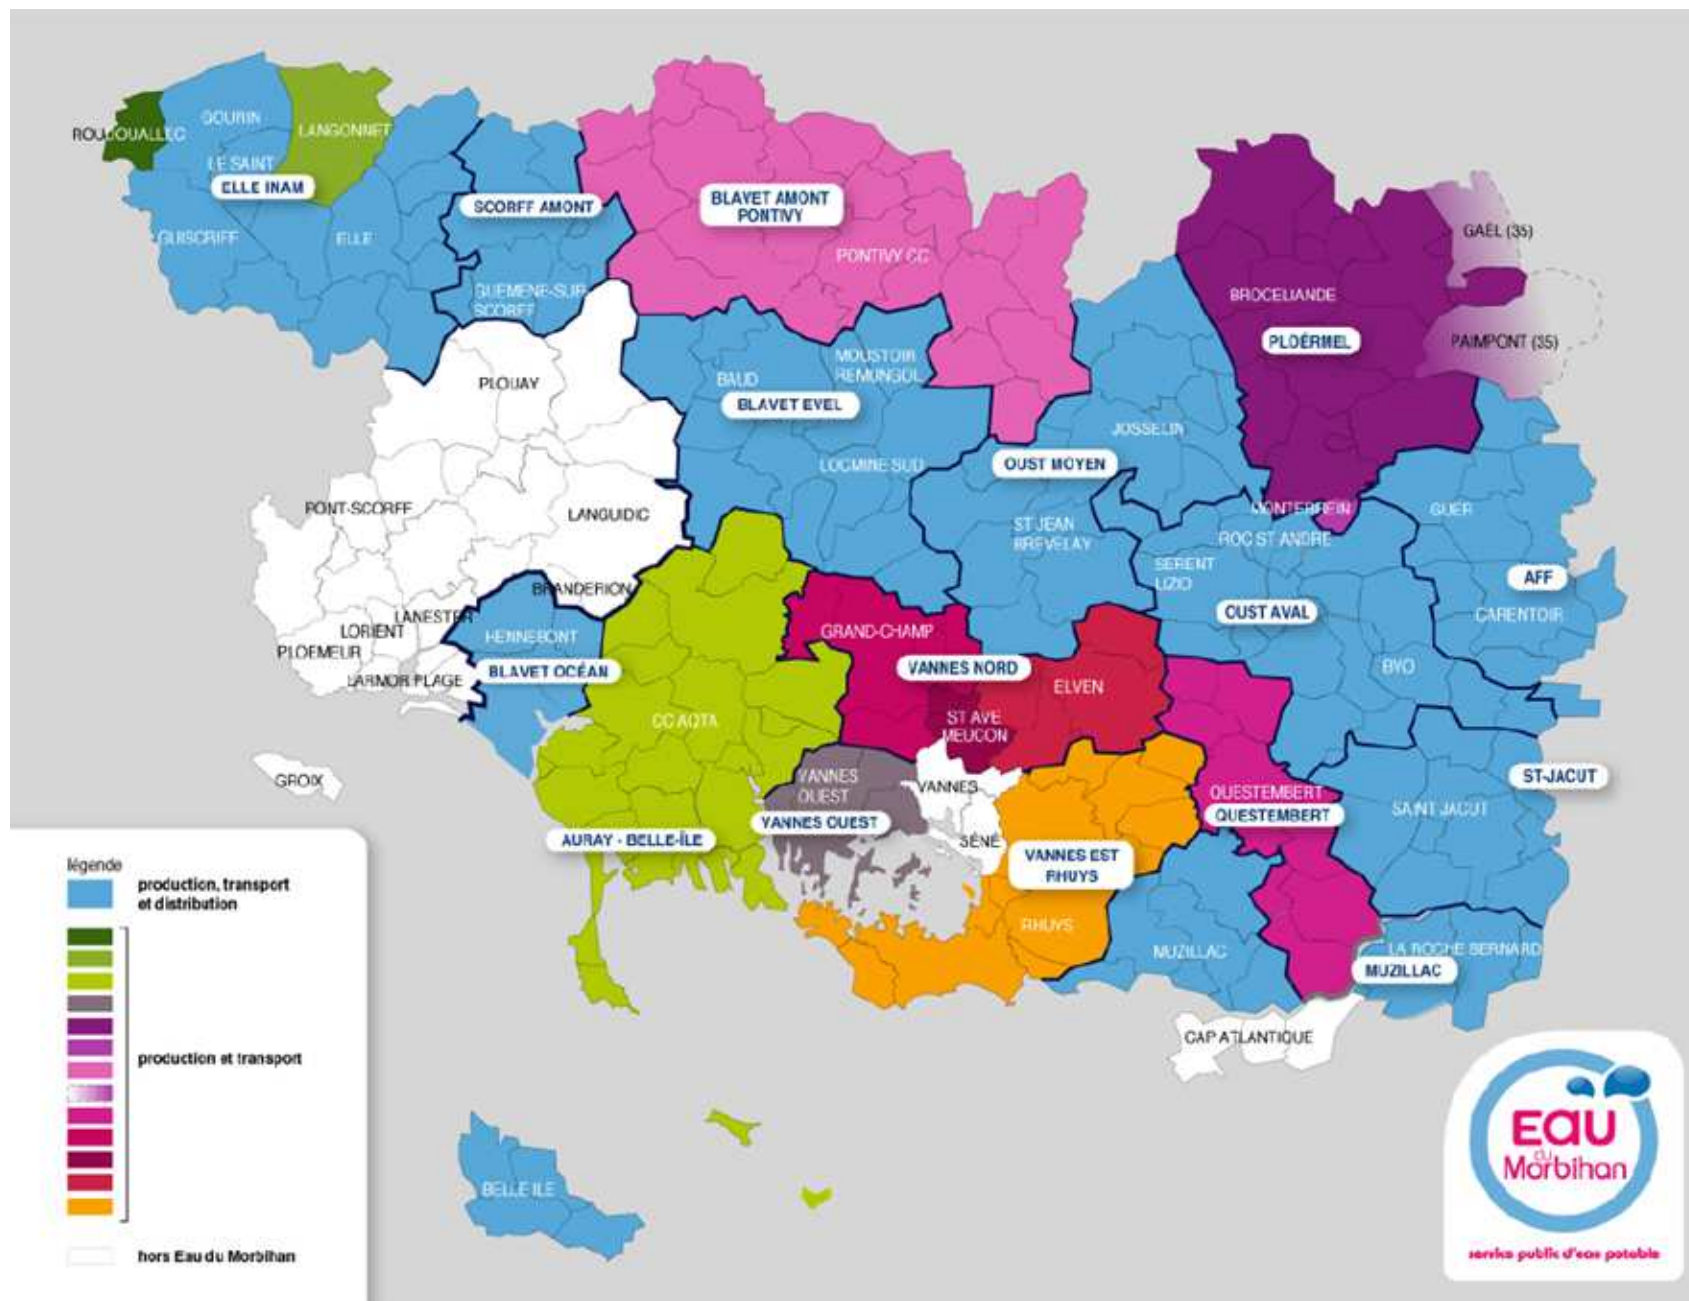 ROUDOUALLEC
GOURIN
LANGONNET
LE SAINT
ELLE INAM
GUISCRIFF
ELLE
SCORFF AMONT
GUEMENE-SUR-
SCORFF
BLAVET AMONT
PONTIVY
PONTIVY CC
GAËL (35)
BROCELIANDE
PLOËRMEL
PAIMPONT (35)
PLOUAY
BAUD
MOUSTOIR
REMUNGOL
BLAVET EVEL
LOCMINE SUD
JOSSELIN
OUST MOYEN
PONT-SCORFF
LANGUIDIC
ST JEAN
BREVELAY
MONTERREIN
ROC ST ANDRE
GUER
SERENT
LIZIO
AFF
OUST AVAL
CARENTOIR
BRANDERION
LANESTER
LORIENT
PLOEMEUR
LARMOR PLAGE
HENNEBONT
BLAVET OCÉAN
GRAND-CHAMP
VANNES NORD
ELVEN
BVO
CC AQTA
ST AVE
MEUCON
GROIX
VANNES
OUEST
VANNES OUEST
VANNES
SÉNÉ
QUESTEMBERT
QUESTEMBERT
SAINT JACUT
ST-JACUT
AURAY - BELLE-ÎLE
VANNES EST
RHUYS
RHUYS
MUZILLAC
LA ROCHE BERNARD
MUZILLAC
CAP ATLANTIQUE
BELLE ILE
légende
production, transport
et distribution
production et transport
hors Eau du Morbihan
Eau
du
Morbihan
service public d'eau potable